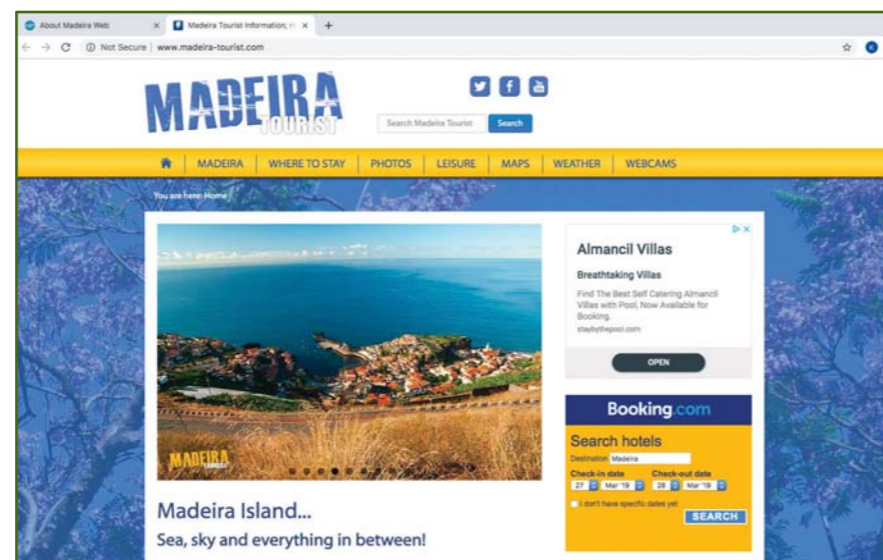 About Madeira Web
Madeira Tourist Information; H
Not Secure | www.madeira-tourist.com
MADEIRA
TOURIST
Search Madeira Tourist Search
MADEIRA WHERE TO STAY PHOTOS LEISURE MAPS WEATHER WEBCAMS
You are here: Home
Almancil Villas
Breathtaking Villas
Find The Best Self Catering Almancil
Villas with Pool, Now Available for
Booking.
staybythepool.com
OPEN
MADEIRA
TOURIST
Booking.com
Search hotels
Destination Madeira
Check-in date Check-out date
27 Mar '19 28 Mar '19
I don't have specific dates yet
SEARCH
Madeira Island...
Sea, sky and everything in between!